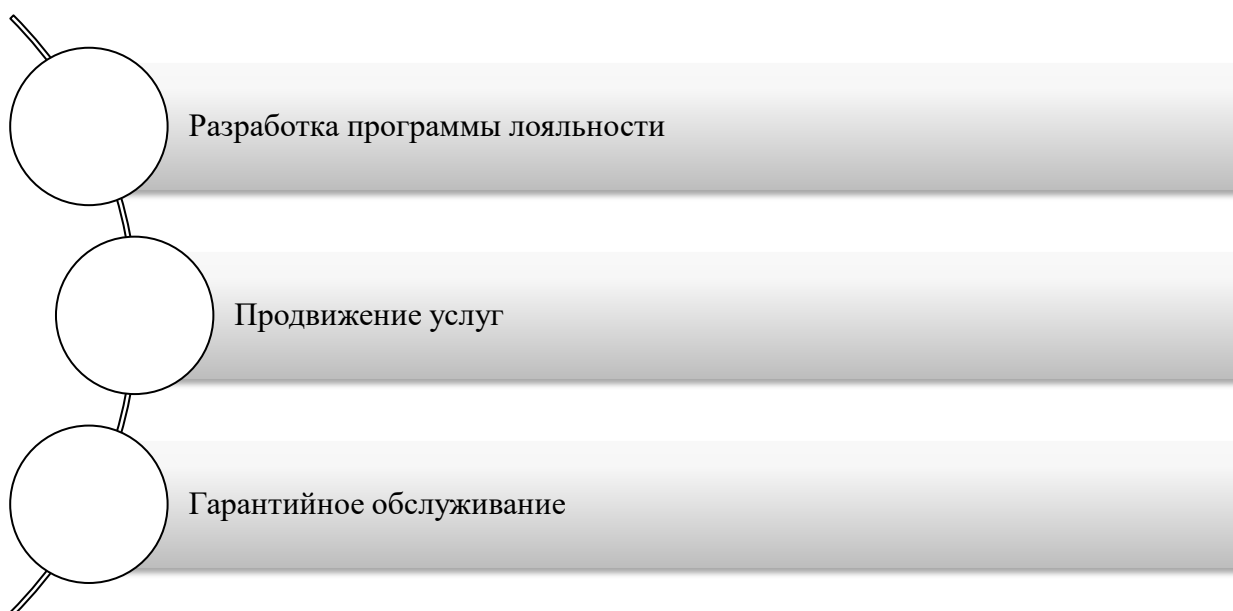 Разработка программы лояльности
Продвижение услуг
Гарантийное обслуживание